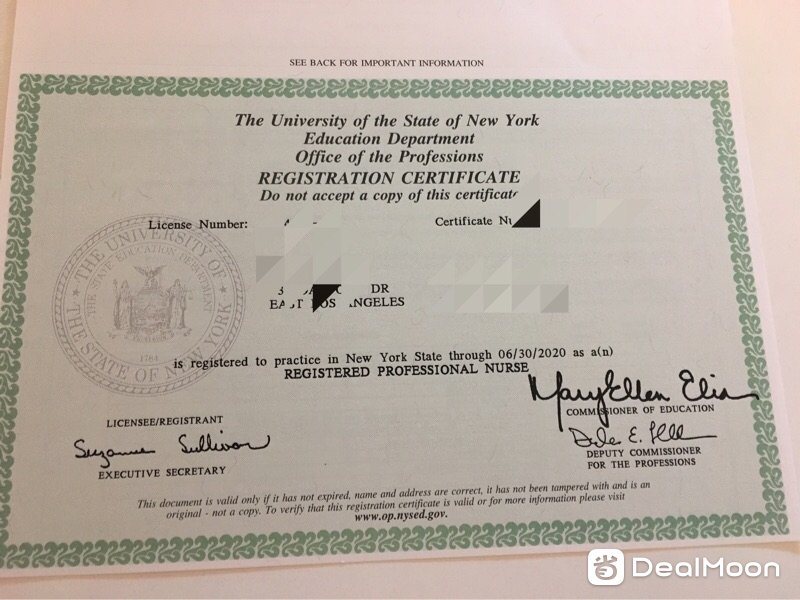 SEE BACK FOR IMPORTANT INFORMATION
The University of the State of New York
Education Department
Office of the Professions
REGISTRATION CERTIFICATE
Do not accept a copy of this certificate
License Number:
Certificate Nu
DR
EAST LOS ANGELES
is registered to practice in New York State through 06/30/2020 as a(n)
REGISTERED PROFESSIONAL NURSE
THE UNIVERSITY OF
THE STATE OF NEW YORK
THE STATE EDUCATION DEPARTMENT
1784
MaryEllen Elia
COMMISSIONER OF EDUCATION
LICENSEE/REGISTRANT
Suzanne Sullivan
EXECUTIVE SECRETARY
DEPUTY COMMISSIONER
FOR THE PROFESSIONS
This document is valid only if it has not expired, name and address are correct, it has not been tampered with and is an
original - not a copy. To verify that this registration certificate is valid or for more information please visit
www.op.nysed.gov.
DealMoon